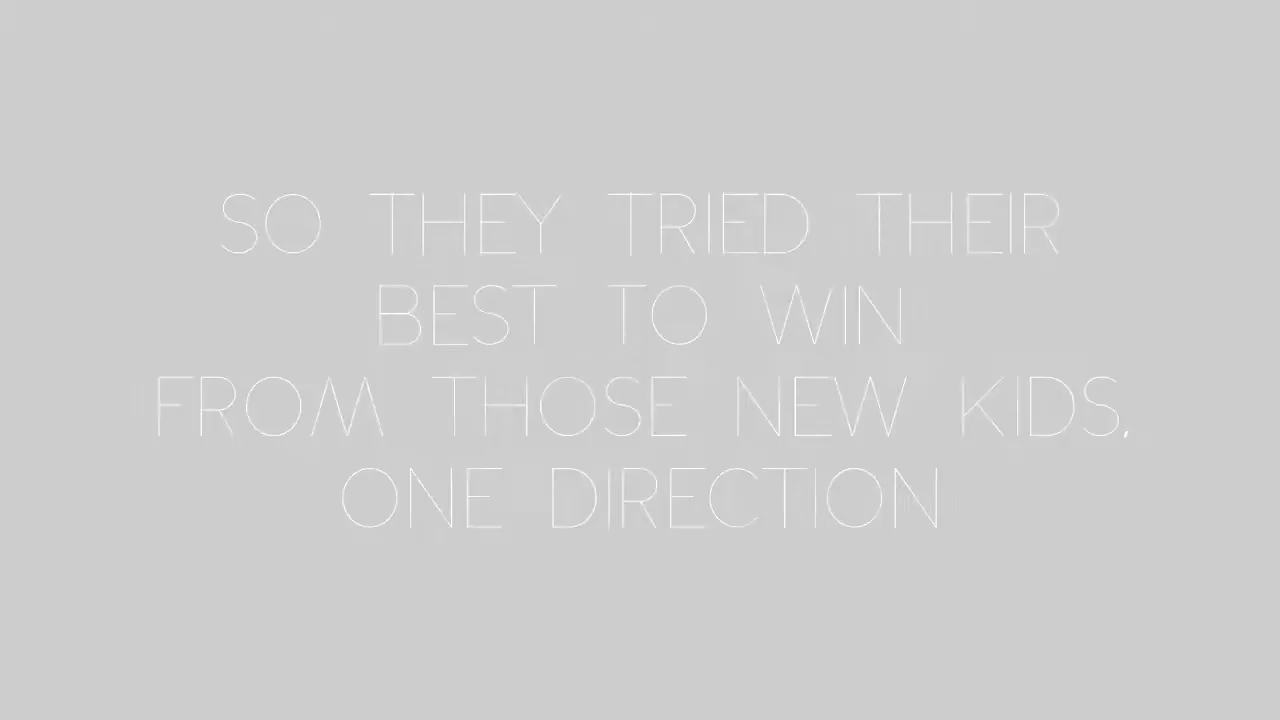 SO THEY TRIED THEIR
BEST TO WIN
FROM THOSE NEW KIDS,
ONE DIRECTION